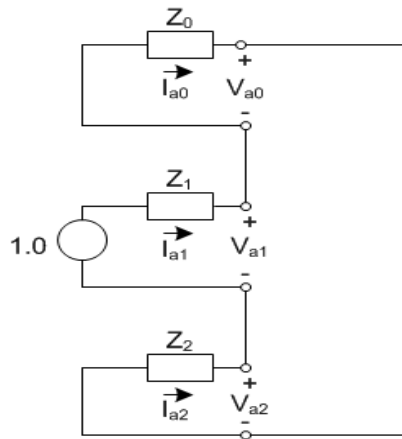 Z0
+
Ia0 Va0
-
Z1
+
1.0 Ia1 Va1
-
Z2
+
Ia2 Va2
-